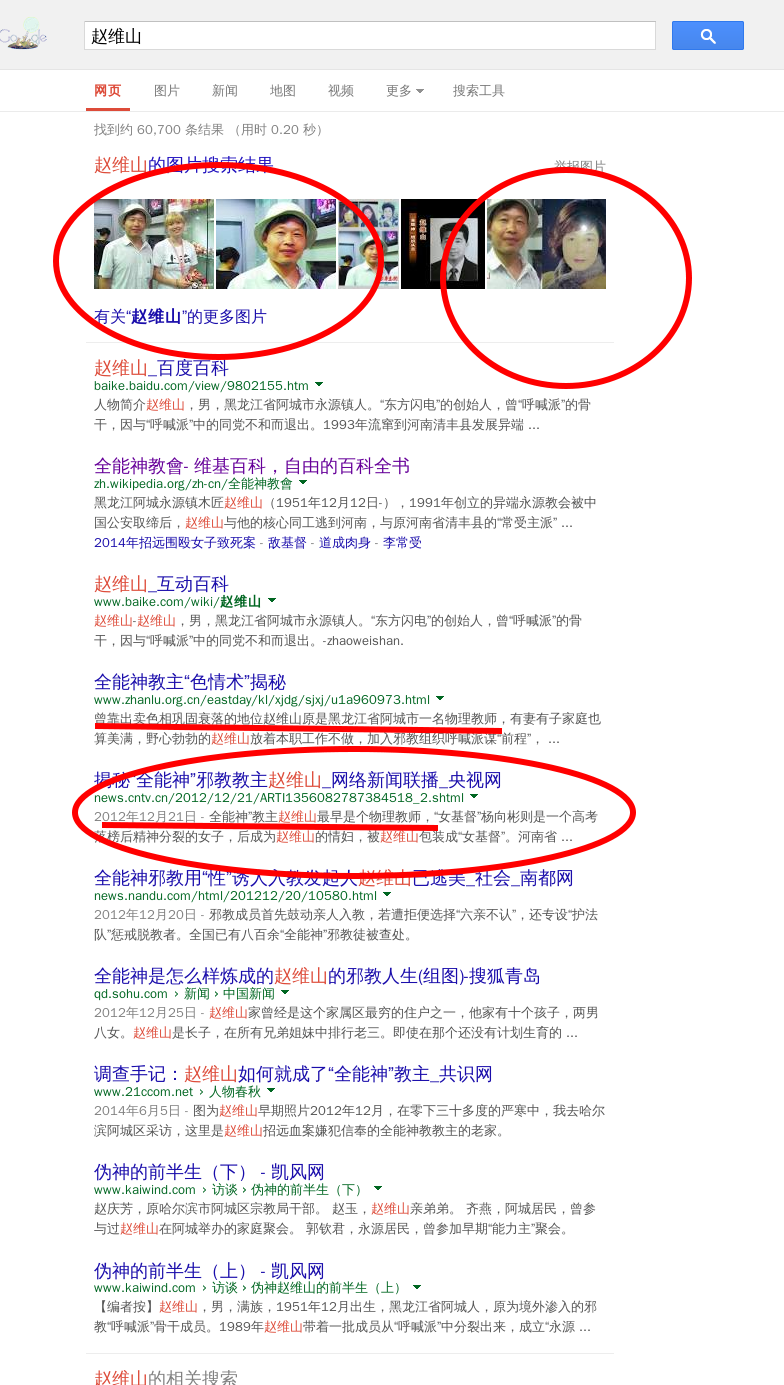 Google
赵维山
网页 图片 新闻 地图 视频 更多 搜索工具
找到约 60,700 条结果 （用时 0.20 秒）
赵维山的图片搜索结果 举报图片
有关“赵维山”的更多图片
赵维山_百度百科
baike.baidu.com/view/9802155.htm
人物简介赵维山，男，黑龙江省阿城市永源镇人。“东方闪电”的创始人，曾“呼喊派”的骨
干，因与“呼喊派”中的同党不和而退出。1993年流窜到河南清丰县发展异端 ...
全能神教會- 维基百科，自由的百科全书
zh.wikipedia.org/zh-cn/全能神教會
黑龙江阿城永源镇木匠赵维山（1951年12月12日-），1991年创立的异端永源教会被中
国公安取缔后，赵维山与他的核心同工逃到河南，与原河南省清丰县的“常受主派” ...
2014年招远围殴女子致死案 - 敌基督 - 道成肉身 - 李常受
赵维山_互动百科
www.baike.com/wiki/赵维山
赵维山-赵维山，男，黑龙江省阿城市永源镇人。“东方闪电”的创始人，曾“呼喊派”的骨
干，因与“呼喊派”中的同党不和而退出。-zhaoweishan.
全能神教主“色情术”揭秘
www.zhanlu.org.cn/eastday/kl/xjdg/sjxj/u1a960973.html
曾靠出卖色相巩固衰落的地位赵维山原是黑龙江省阿城市一名物理教师，有妻有子家庭也
算美满，野心勃勃的赵维山放着本职工作不做，加入邪教组织呼喊派谋“前程”， ...
揭秘“全能神”邪教教主赵维山_网络新闻联播_央视网
news.cntv.cn/2012/12/21/ARTI1356082787384518_2.shtml
2012年12月21日 - 全能神”教主赵维山最早是个物理教师，“女基督”杨向彬则是一个高考
落榜后精神分裂的女子，后成为赵维山的情妇，被赵维山包装成“女基督”。河南省 ...
全能神邪教用“性”诱人入教发起人赵维山已逃美_社会_南都网
news.nandu.com/html/201212/20/10580.html
2012年12月20日 - 邪教成员首先鼓动亲人入教，若遭拒便选择“六亲不认”，还专设“护法
队”惩戒脱教者。全国已有八百余“全能神”邪教徒被查处。
全能神是怎么样炼成的赵维山的邪教人生(组图)-搜狐青岛
qd.sohu.com › 新闻 › 中国新闻
2012年12月25日 - 赵维山家曾经是这个家属区最穷的住户之一，他家有十个孩子，两男
八女。赵维山是长子，在所有兄弟姐妹中排行老三。即使在那个还没有计划生育的 ...
调查手记：赵维山如何就成了“全能神”教主_共识网
www.21ccom.net › 人物春秋
2014年6月5日 - 图为赵维山早期照片2012年12月，在零下三十多度的严寒中，我去哈尔
滨阿城区采访，这里是赵维山招远血案嫌犯信奉的全能神教教主的老家。
伪神的前半生（下） - 凯风网
www.kaiwind.com › 访谈 › 伪神的前半生（下）
赵庆芳，原哈尔滨市阿城区宗教局干部。 赵玉，赵维山亲弟弟。 齐燕，阿城居民，曾参
与过赵维山在阿城举办的家庭聚会。 郭钦君，永源居民，曾参加早期“能力主”聚会。
伪神的前半生（上） - 凯风网
www.kaiwind.com › 访谈 › 伪神赵维山的前半生（上）
【编者按】赵维山，男，满族，1951年12月出生，黑龙江省阿城人，原为境外渗入的邪
教“呼喊派”骨干成员。1989年赵维山带着一批成员从“呼喊派”中分裂出来，成立“永源 ...
赵维山的相关搜索